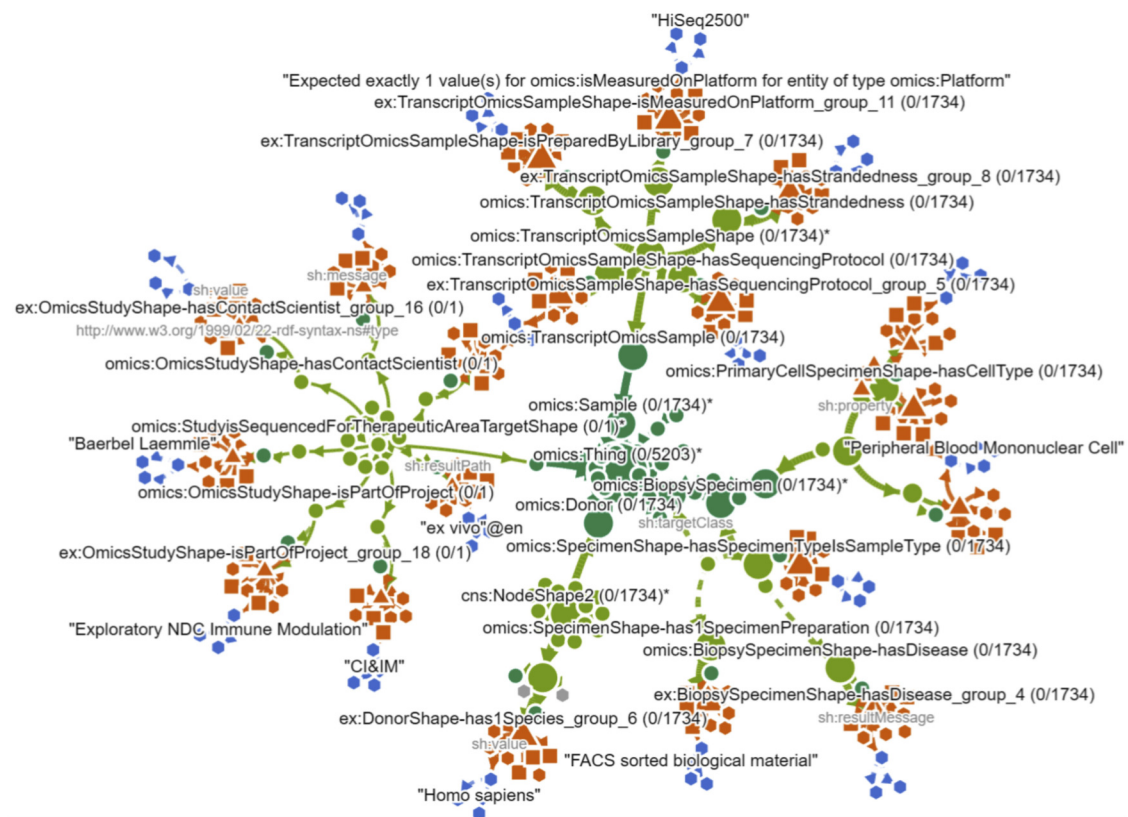 "HiSeq2500"
"Expected exactly 1 value(s) for omics:isMeasuredOnPlatform for entity of type omics:Platform"
ex:TranscriptOmicsSampleShape-isMeasuredOnPlatform_group_11 (0/1734)
ex:TranscriptOmicsSampleShape-isPreparedByLibrary_group_7 (0/1734)
ex:TranscriptOmicsSampleShape-hasStrandedness_group_8 (0/1734)
omics:TranscriptOmicsSampleShape-hasStrandedness (0/1734)
omics:TranscriptOmicsSampleShape (0/1734)*
omics:TranscriptOmicsSampleShape-hasSequencingProtocol (0/1734)
sh:message
ex:TranscriptOmicsSampleShape-hasSequencingProtocol_group_5 (0/1734)
sh:value
ex:OmicsStudyShape-hasContactScientist_group_16 (0/1)
http://www.w3.org/1999/02/22-rdf-syntax-ns#type
omics:TranscriptOmicsSample (0/1734)
omics:OmicsStudyShape-hasContactScientist (0/1)
omics:PrimaryCellSpecimenShape-hasCellType (0/1734)
omics:Sample (0/1734)*
sh:property
omics:StudyisSequencedForTherapeuticAreaTargetShape (0/1)*
"Baerbel Laemmle"
"Peripheral Blood Mononuclear Cell"
omics:Thing (0/5203)*
sh:resultPath
omics:BiopsySpecimen (0/1734)*
omics:OmicsStudyShape-isPartOfProject (0/1)
omics:Donor (0/1734)
"ex vivo"@en
sh:targetClass
omics:SpecimenShape-hasSpecimenTypeIsSampleType (0/1734)
ex:OmicsStudyShape-isPartOfProject_group_18 (0/1)
cns:NodeShape2 (0/1734)*
"Exploratory NDC Immune Modulation"
omics:SpecimenShape-has1SpecimenPreparation (0/1734)
omics:BiopsySpecimenShape-hasDisease (0/1734)
"CI&IM"
ex:BiopsySpecimenShape-hasDisease_group_4 (0/1734)
ex:DonorShape-has1Species_group_6 (0/1734)
sh:resultMessage
sh:value
"FACS sorted biological material"
"Homo sapiens"